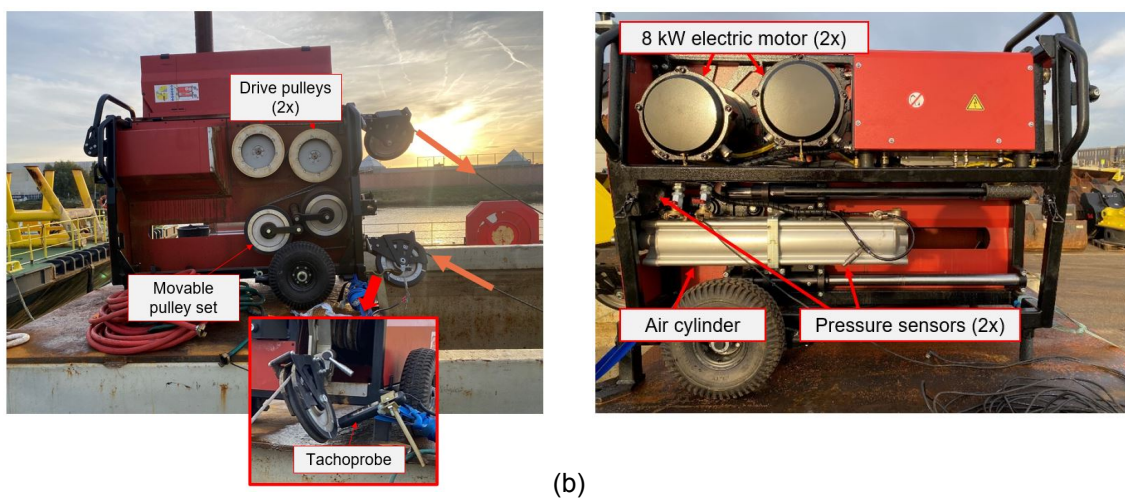 Drive pulleys
(2x)
Movable
pulley set
Tachoprobe
8 kW electric motor (2x)
Air cylinder
Pressure sensors (2x)
(b)